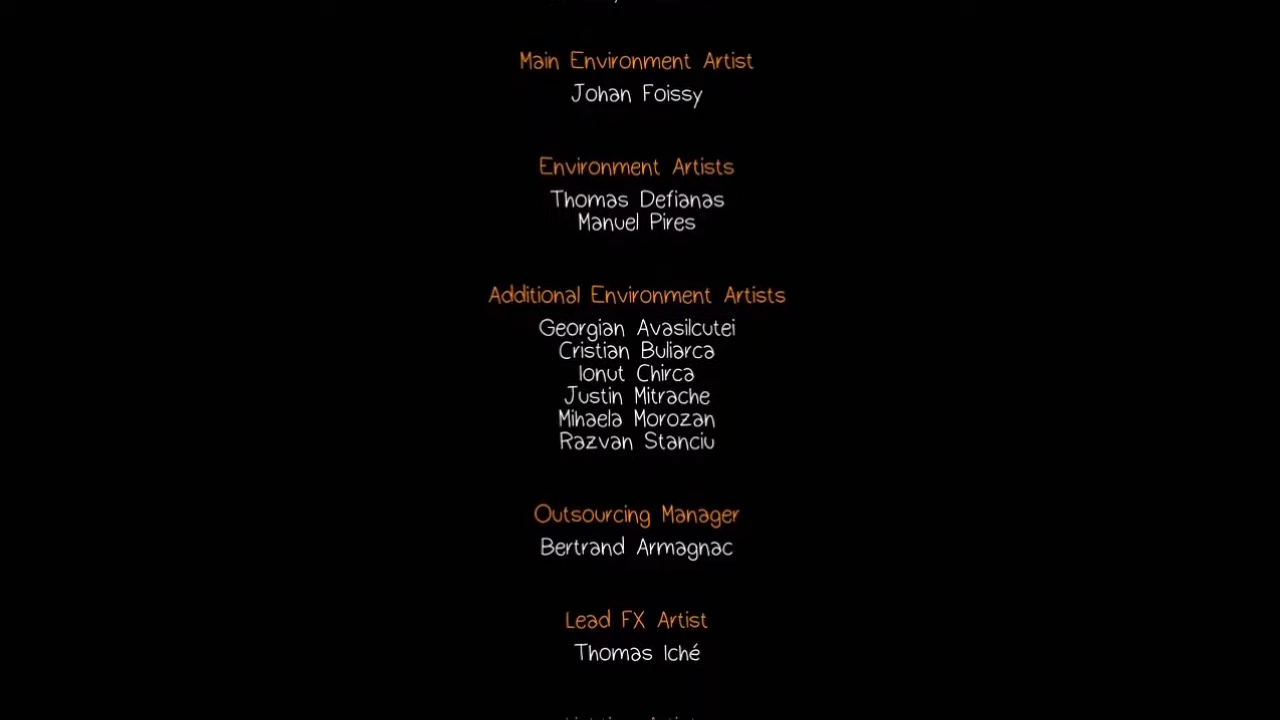 Main Environment Artist
Johan Foissy
Environment Artists
Thomas Defianas
Manuel Pires
Additional Environment Artists
Georgian Avasilcutei
Cristian Buliarca
Ionut Chirca
Justin Mitrache
Mihaela Morozan
Razvan Stanciu
Outsourcing Manager
Bertrand Armagnac
Lead FX Artist
Thomas Iché